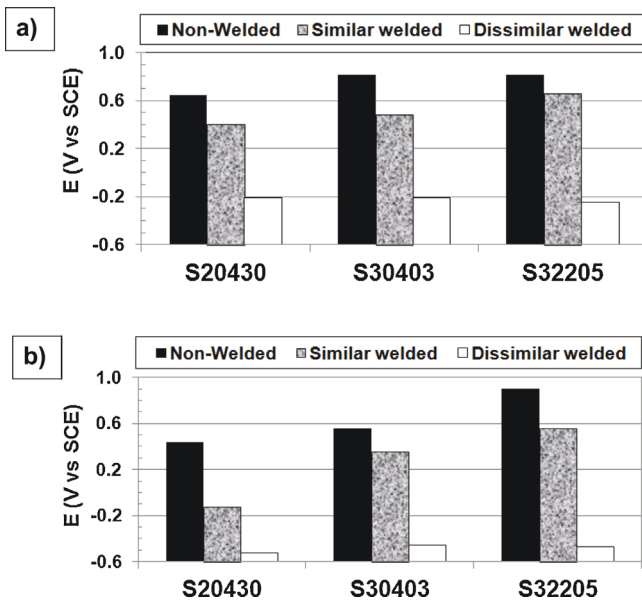 a)
Non-Welded Similar welded Dissimilar welded
1.0
0.6
0.2
-0.2
-0.6
E (V vs SCE)
S20430 S30403 S32205
b)
Non-Welded Similar welded Dissimilar welded
1.0
0.6
0.2
-0.2
-0.6
E (V vs SCE)
S20430 S30403 S32205